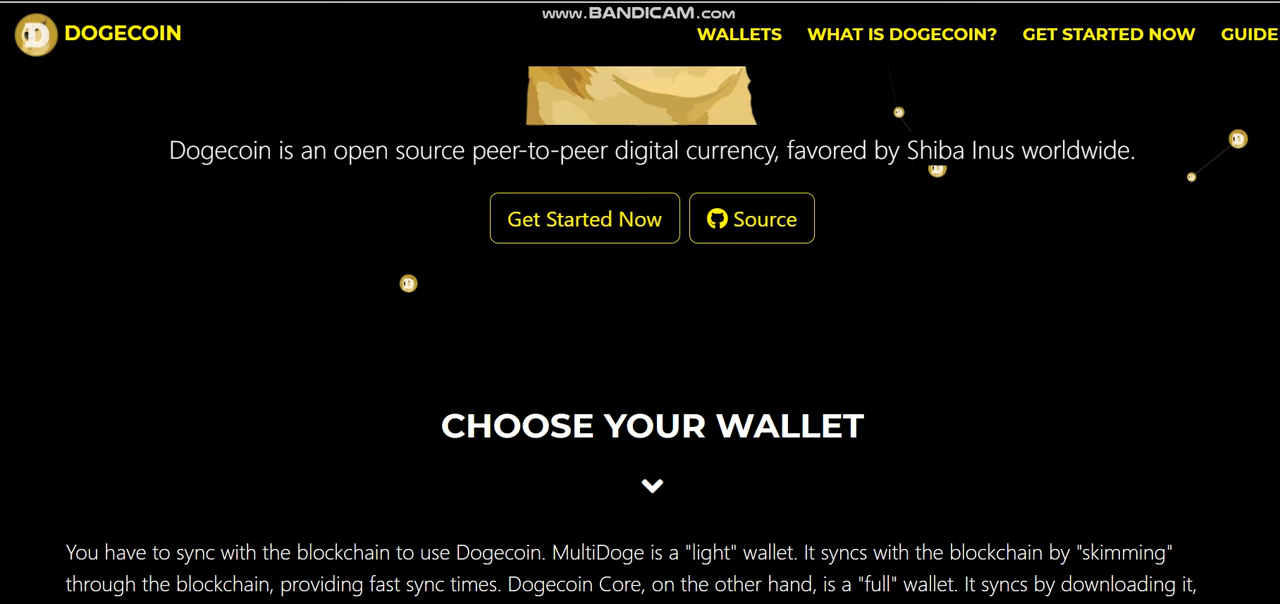 www.BANDICAM.com
DOGECOIN
WALLETS WHAT IS DOGECOIN? GET STARTED NOW GUIDE
Dogecoin is an open source peer-to-peer digital currency, favored by Shiba Inus worldwide.
Get Started Now Source
CHOOSE YOUR WALLET
You have to sync with the blockchain to use Dogecoin. MultiDoge is a "light" wallet. It syncs with the blockchain by "skimming"
through the blockchain, providing fast sync times. Dogecoin Core, on the other hand, is a "full" wallet. It syncs by downloading it,